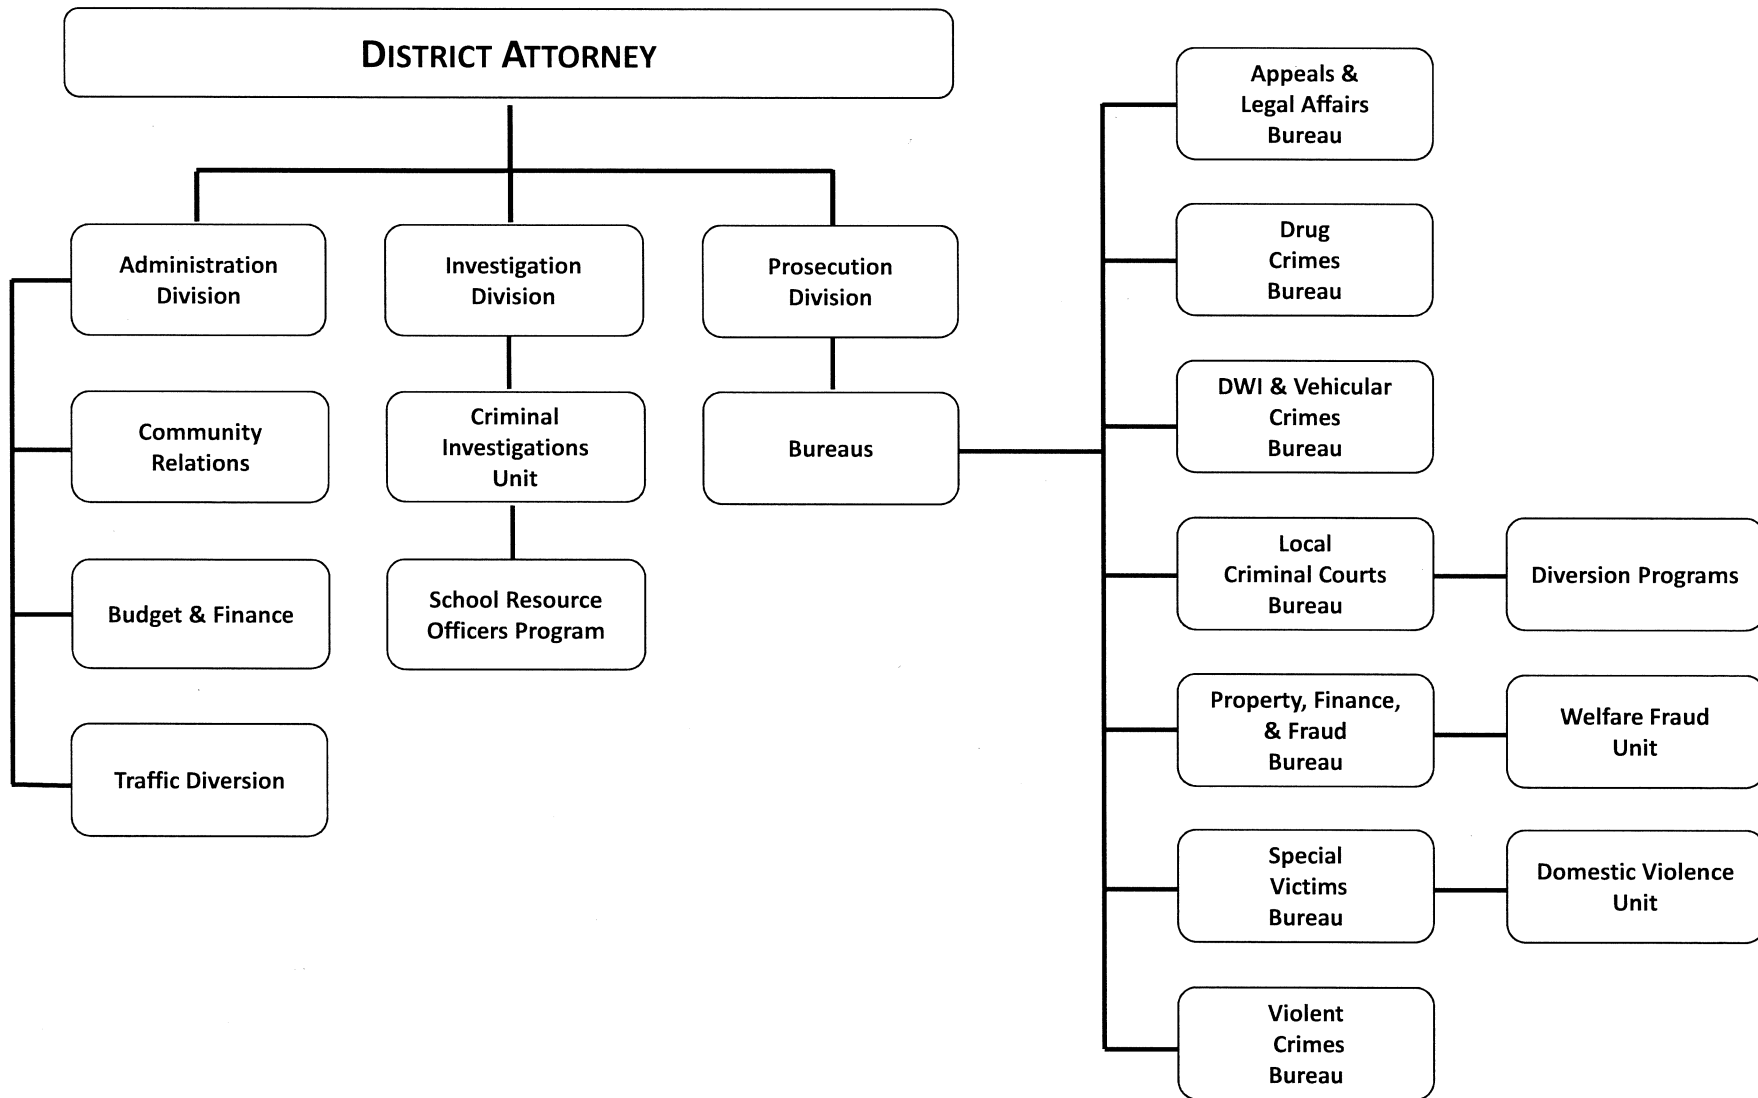 DISTRICT ATTORNEY
Administration
Division
Investigation
Division
Prosecution
Division
Community
Relations
Criminal
Investigations
Unit
Bureaus
Budget & Finance
School Resource
Officers Program
Traffic Diversion
Appeals &
Legal Affairs
Bureau
Drug
Crimes
Bureau
DWI & Vehicular
Crimes
Bureau
Local
Criminal Courts
Bureau
Diversion Programs
Property, Finance,
& Fraud
Bureau
Welfare Fraud
Unit
Special
Victims
Bureau
Domestic Violence
Unit
Violent
Crimes
Bureau